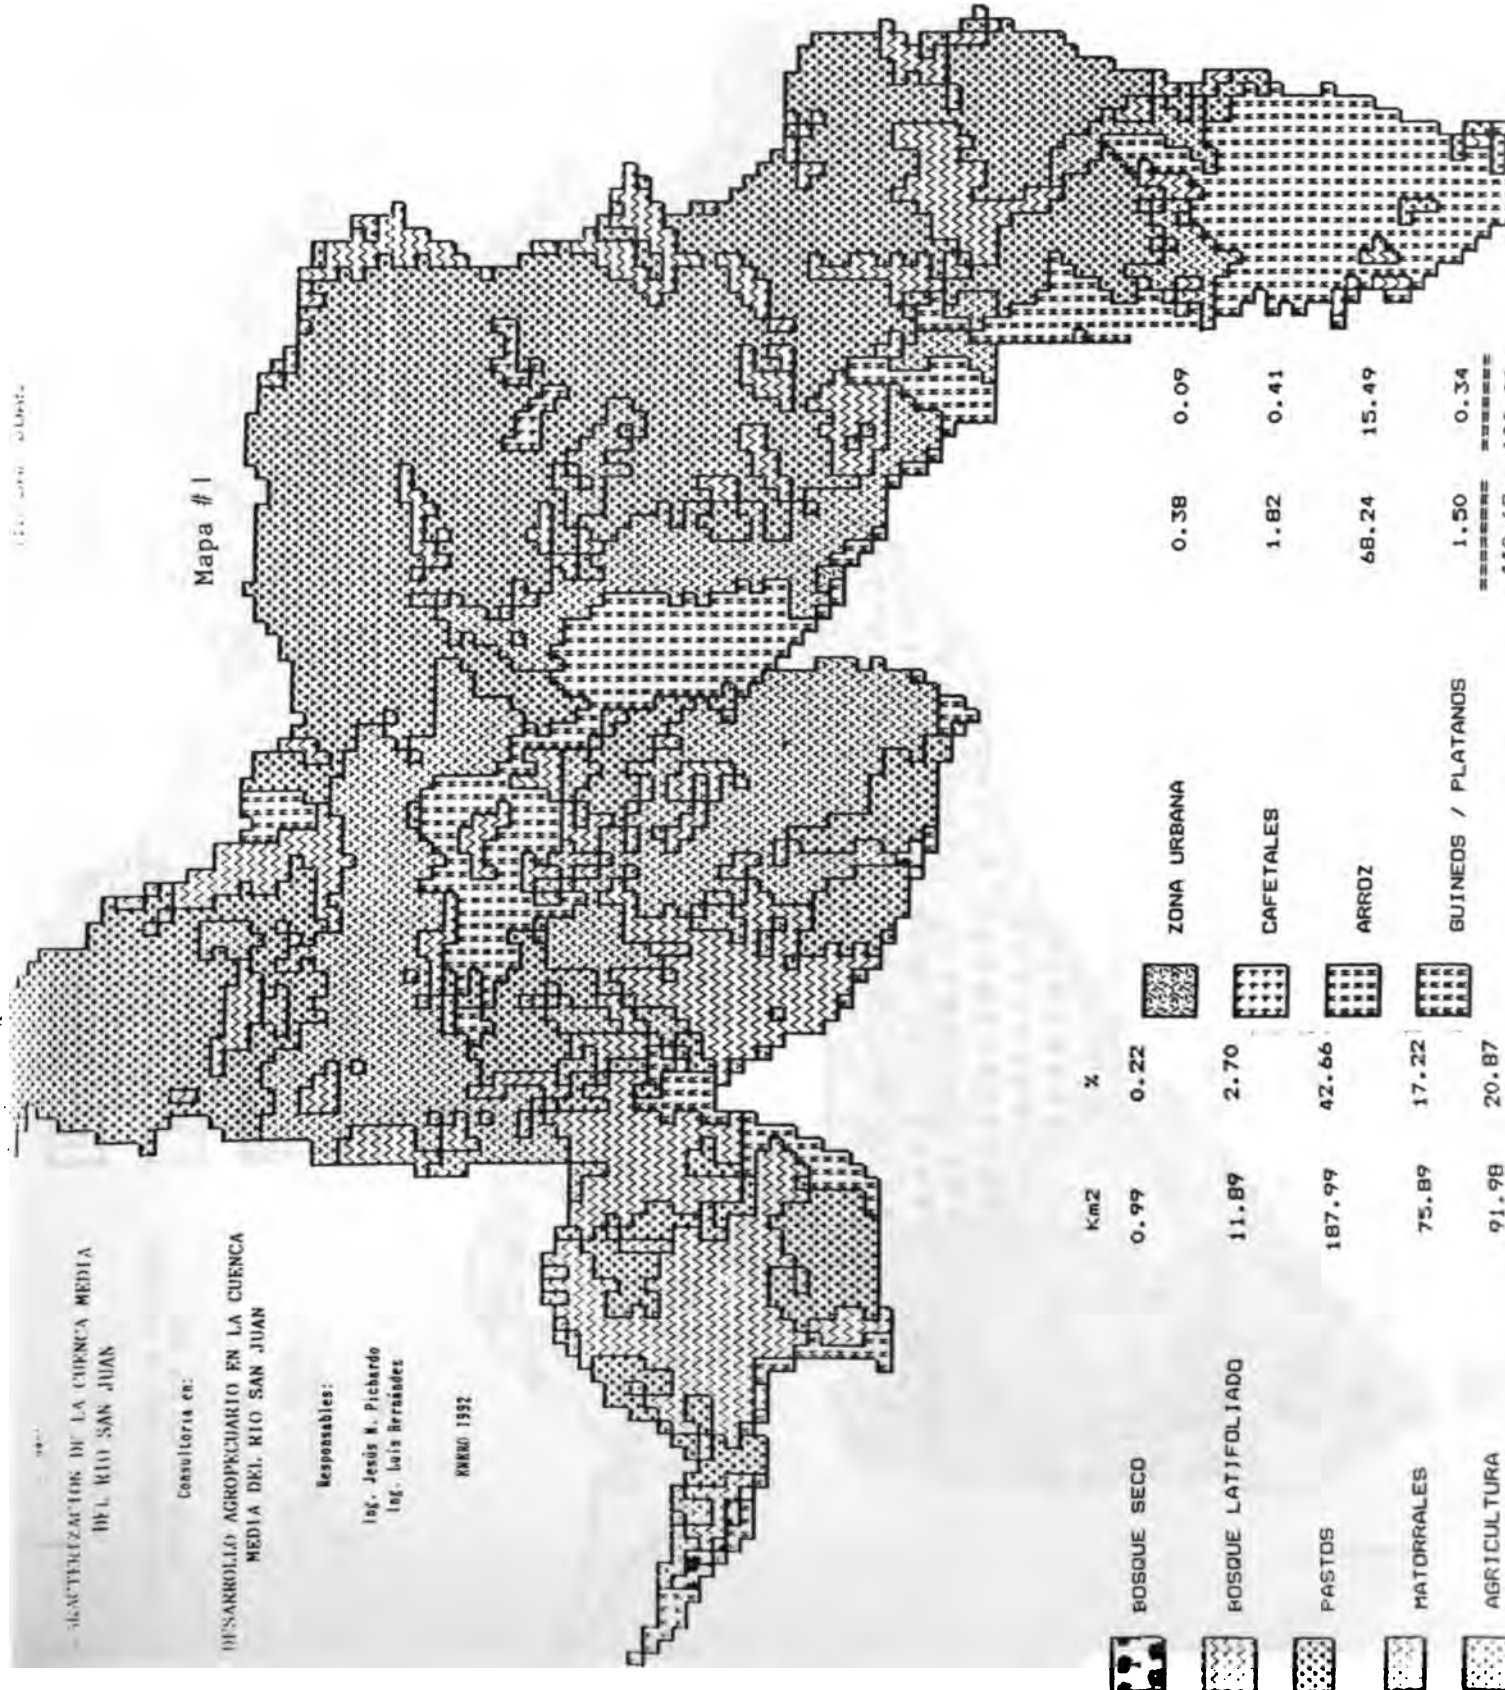 Mapa # 1
DE LA CUENCA MEDIA
DEL RIO SAN JUAN
Consultoria en:
DESARROLLO AGROPECUARIO EN LA CUENCA
MEDIA DEL RIO SAN JUAN
Responsables:
Ing. Jesús N. Pichardo
Ing. Luis Hernández
ENERO 1992
Km2 %
BOSQUE SECO 0.99 0.22
BOSQUE LATIFOLIADO 11.89 2.70
PASTOS 187.99 42.66
MATORRALES 75.89 17.22
AGRICULTURA 91.98 20.87
ZONA URBANA 0.38 0.09
CAFETALES 1.82 0.41
ARROZ 68.24 15.49
GUINEOS / PLATANOS 1.50 0.34
======= =======